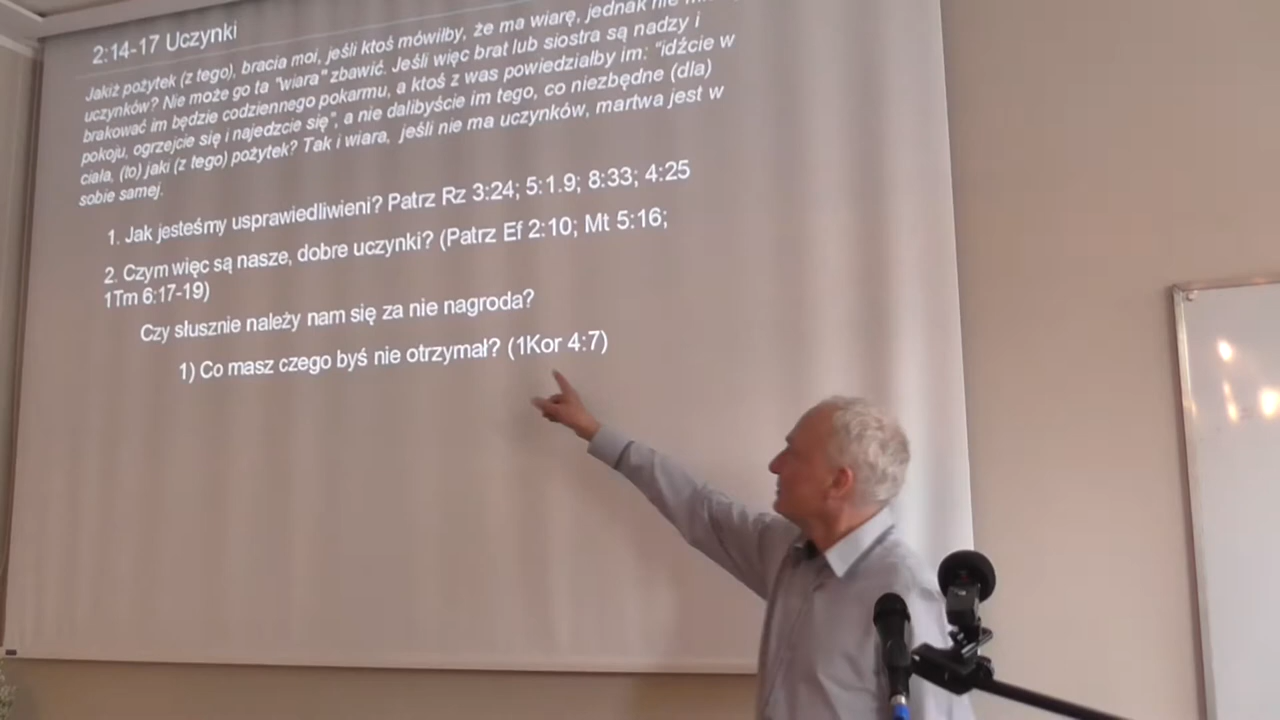 2:14-17 Uczynki
Jakiż pożytek (z tego), bracia moi, jeśli ktoś mówiłby, że ma wiarę, jednak nie
uczynków? Nie może go ta "wiara" zbawić. Jeśli więc brat lub siostra są nadzy i
brakować im będzie codziennego pokarmu, a ktoś z was powiedziałby im: "idźcie w
pokoju, ogrzejcie się i najedzcie się", a nie dalibyście im tego, co niezbędne (dla)
ciała, (to) jaki (z tego) pożytek? Tak i wiara, jeśli nie ma uczynków, martwa jest w
sobie samej.
1. Jak jesteśmy usprawiedliwieni? Patrz Rz 3:24; 5:1.9; 8:33; 4:25
2. Czym więc są nasze, dobre uczynki? (Patrz Ef 2:10; Mt 5:16;
1Tm 6:17-19)
Czy słusznie należy nam się za nie nagroda?
1) Co masz czego byś nie otrzymał? (1Kor 4:7)